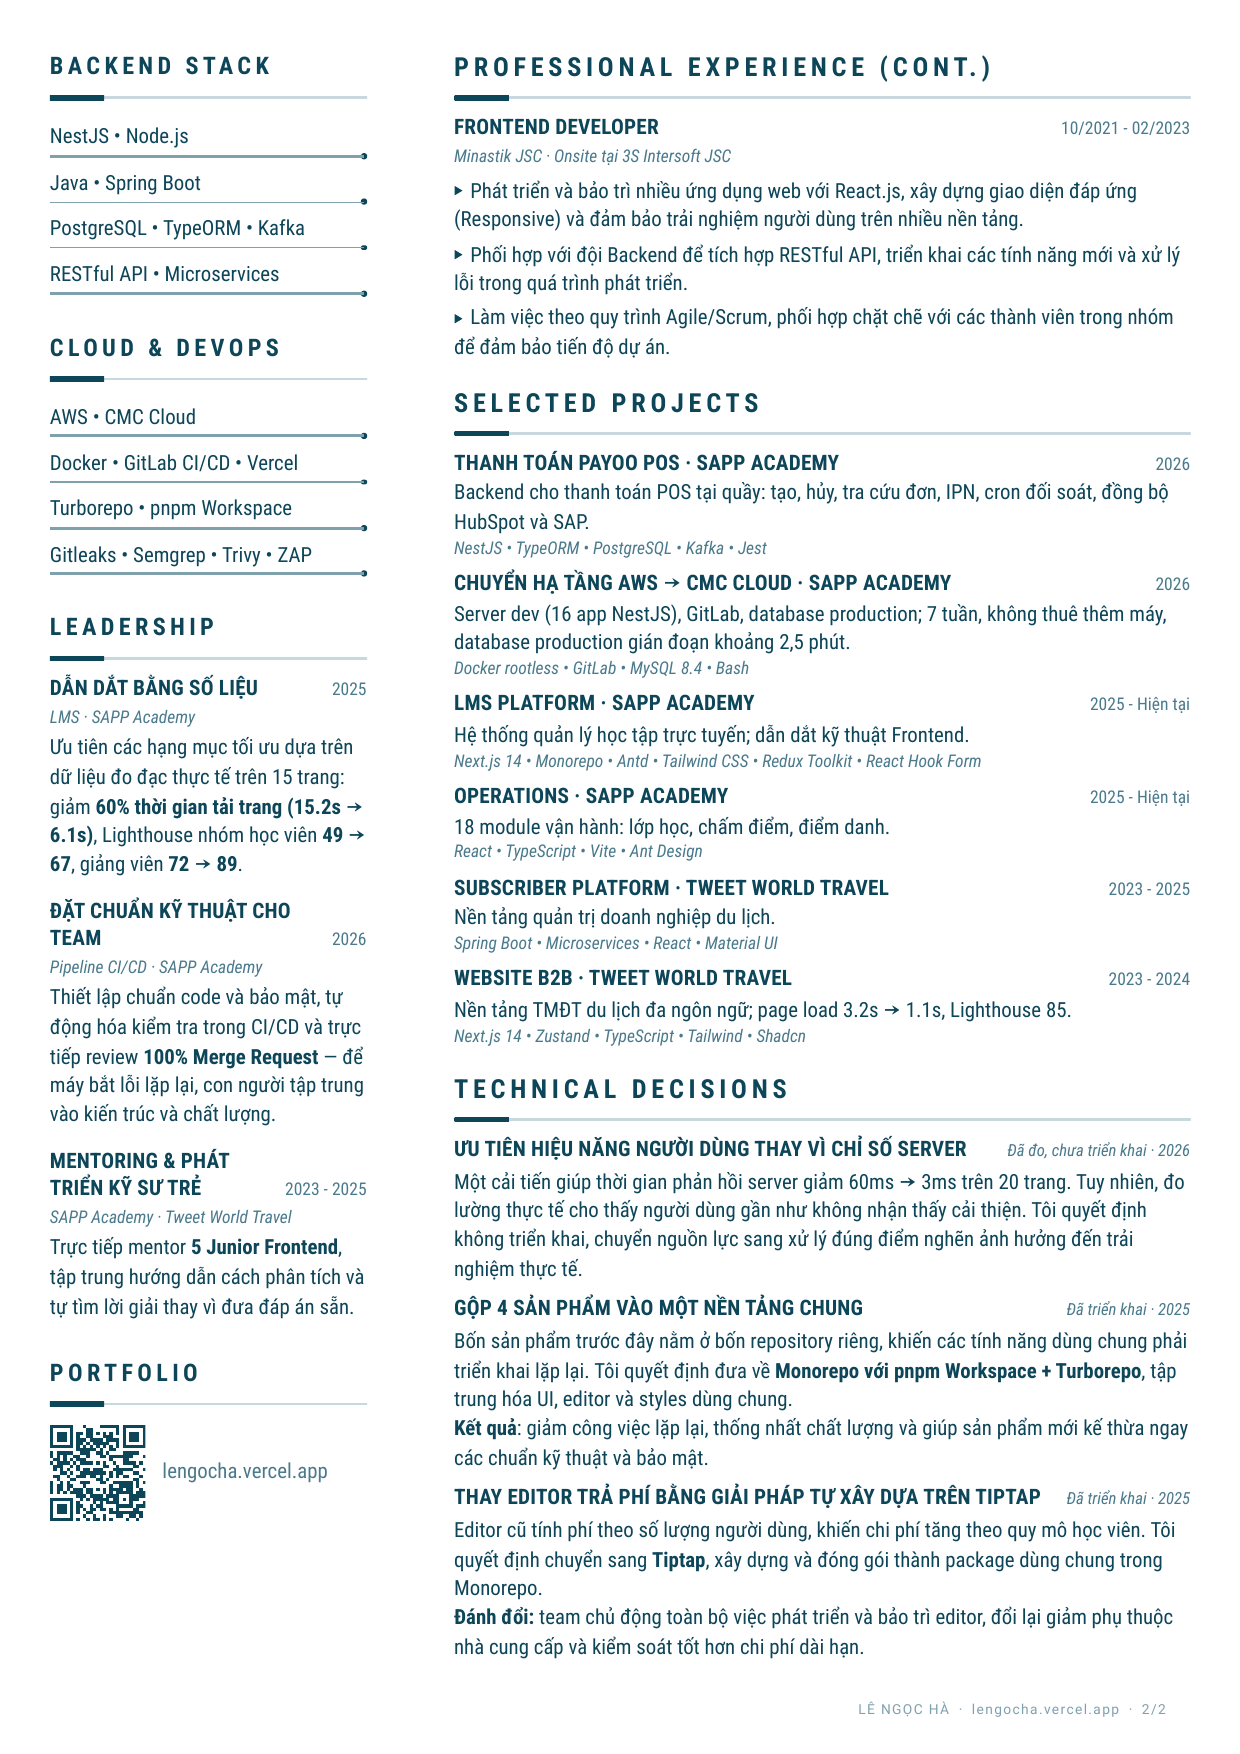 BACKEND STACK
NestJS • Node.js
Java • Spring Boot
PostgreSQL • TypeORM • Kafka
RESTful API • Microservices
CLOUD & DEVOPS
AWS • CMC Cloud
Docker • GitLab CI/CD • Vercel
Turborepo • pnpm Workspace
Gitleaks • Semgrep • Trivy • ZAP
LEADERSHIP
DẪN DẮT BẰNG SỐ LIỆU 2025
LMS · SAPP Academy
Ưu tiên các hạng mục tối ưu dựa trên
dữ liệu đo đạc thực tế trên 15 trang:
giảm 60% thời gian tải trang (15.2s →
6.1s), Lighthouse nhóm học viên 49 →
67, giảng viên 72 → 89.
ĐẶT CHUẨN KỸ THUẬT CHO
TEAM 2026
Pipeline CI/CD · SAPP Academy
Thiết lập chuẩn code và bảo mật, tự
động hóa kiểm tra trong CI/CD và trực
tiếp review 100% Merge Request — để
máy bắt lỗi lặp lại, con người tập trung
vào kiến trúc và chất lượng.
MENTORING & PHÁT
TRIỂN KỸ SƯ TRẺ 2023 - 2025
SAPP Academy · Tweet World Travel
Trực tiếp mentor 5 Junior Frontend,
tập trung hướng dẫn cách phân tích và
tự tìm lời giải thay vì đưa đáp án sẵn.
PORTFOLIO
lengocha.vercel.app
PROFESSIONAL EXPERIENCE (CONT.)
FRONTEND DEVELOPER 10/2021 - 02/2023
Minastik JSC · Onsite tại 3S Intersoft JSC
▸ Phát triển và bảo trì nhiều ứng dụng web với React.js, xây dựng giao diện đáp ứng
(Responsive) và đảm bảo trải nghiệm người dùng trên nhiều nền tảng.
▸ Phối hợp với đội Backend để tích hợp RESTful API, triển khai các tính năng mới và xử lý
lỗi trong quá trình phát triển.
▸ Làm việc theo quy trình Agile/Scrum, phối hợp chặt chẽ với các thành viên trong nhóm
để đảm bảo tiến độ dự án.
SELECTED PROJECTS
THANH TOÁN PAYOO POS · SAPP ACADEMY 2026
Backend cho thanh toán POS tại quầy: tạo, hủy, tra cứu đơn, IPN, cron đối soát, đồng bộ
HubSpot và SAP.
NestJS • TypeORM • PostgreSQL • Kafka • Jest
CHUYỂN HẠ TẦNG AWS → CMC CLOUD · SAPP ACADEMY 2026
Server dev (16 app NestJS), GitLab, database production; 7 tuần, không thuê thêm máy,
database production gián đoạn khoảng 2,5 phút.
Docker rootless • GitLab • MySQL 8.4 • Bash
LMS PLATFORM · SAPP ACADEMY 2025 - Hiện tại
Hệ thống quản lý học tập trực tuyến; dẫn dắt kỹ thuật Frontend.
Next.js 14 • Monorepo • Antd • Tailwind CSS • Redux Toolkit • React Hook Form
OPERATIONS · SAPP ACADEMY 2025 - Hiện tại
18 module vận hành: lớp học, chấm điểm, điểm danh.
React • TypeScript • Vite • Ant Design
SUBSCRIBER PLATFORM · TWEET WORLD TRAVEL 2023 - 2025
Nền tảng quản trị doanh nghiệp du lịch.
Spring Boot • Microservices • React • Material UI
WEBSITE B2B · TWEET WORLD TRAVEL 2023 - 2024
Nền tảng TMĐT du lịch đa ngôn ngữ; page load 3.2s → 1.1s, Lighthouse 85.
Next.js 14 • Zustand • TypeScript • Tailwind • Shadcn
TECHNICAL DECISIONS
ƯU TIÊN HIỆU NĂNG NGƯỜI DÙNG THAY VÌ CHỈ SỐ SERVER Đã đo, chưa triển khai · 2026
Một cải tiến giúp thời gian phản hồi server giảm 60ms → 3ms trên 20 trang. Tuy nhiên, đo
lường thực tế cho thấy người dùng gần như không nhận thấy cải thiện. Tôi quyết định
không triển khai, chuyển nguồn lực sang xử lý đúng điểm nghẽn ảnh hưởng đến trải
nghiệm thực tế.
GỘP 4 SẢN PHẨM VÀO MỘT NỀN TẢNG CHUNG Đã triển khai · 2025
Bốn sản phẩm trước đây nằm ở bốn repository riêng, khiến các tính năng dùng chung phải
triển khai lặp lại. Tôi quyết định đưa về Monorepo với pnpm Workspace + Turborepo, tập
trung hóa UI, editor và styles dùng chung.
Kết quả: giảm công việc lặp lại, thống nhất chất lượng và giúp sản phẩm mới kế thừa ngay
các chuẩn kỹ thuật và bảo mật.
THAY EDITOR TRẢ PHÍ BẰNG GIẢI PHÁP TỰ XÂY DỰA TRÊN TIPTAP Đã triển khai · 2025
Editor cũ tính phí theo số lượng người dùng, khiến chi phí tăng theo quy mô học viên. Tôi
quyết định chuyển sang Tiptap, xây dựng và đóng gói thành package dùng chung trong
Monorepo.
Đánh đổi: team chủ động toàn bộ việc phát triển và bảo trì editor, đổi lại giảm phụ thuộc
nhà cung cấp và kiểm soát tốt hơn chi phí dài hạn.
LÊ NGỌC HÀ · lengocha.vercel.app · 2/2